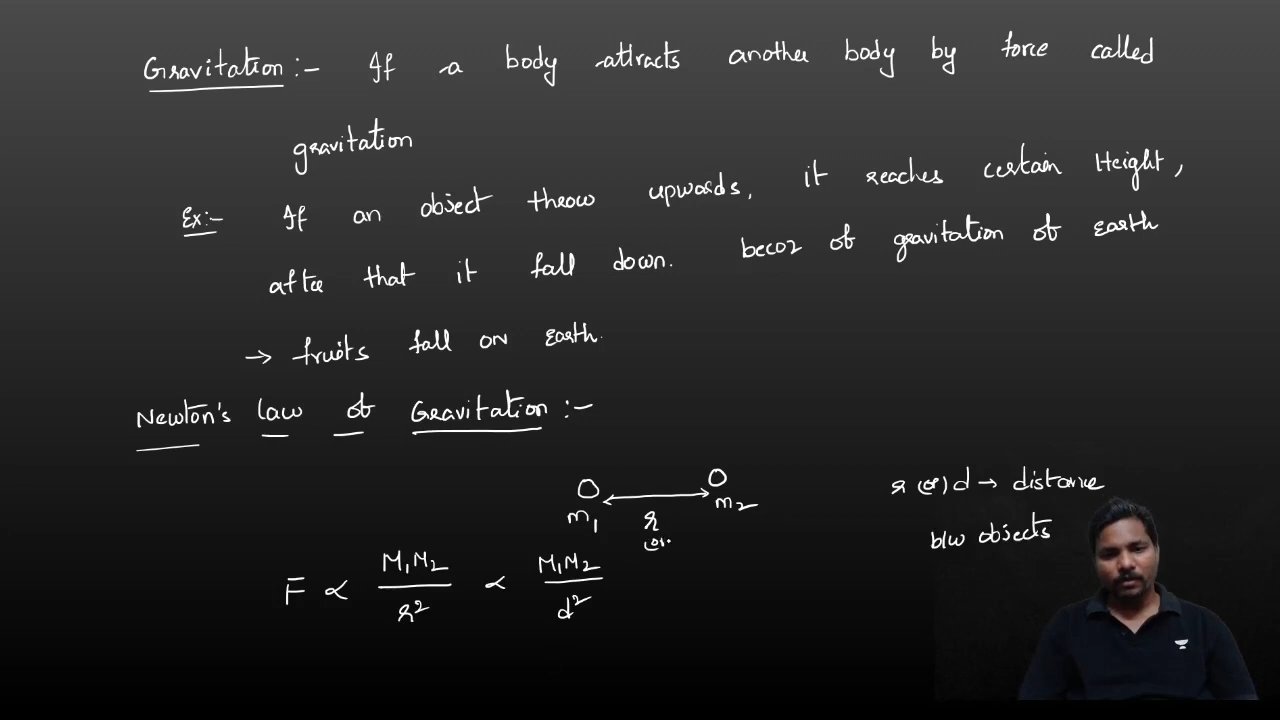 Gravitation :- If a body attracts another body by force called
gravitation
Ex:- If an object throw upwards, it reaches certain Height,
after that it fall down. becoz of gravitation of earth
→ fruits fall on Earth.
Newton's law of Gravitation :-
m1 m2
r
(or)
r (or) d → distance
b/w objects
F ∝ M1M2/r² ∝ M1M2/d²